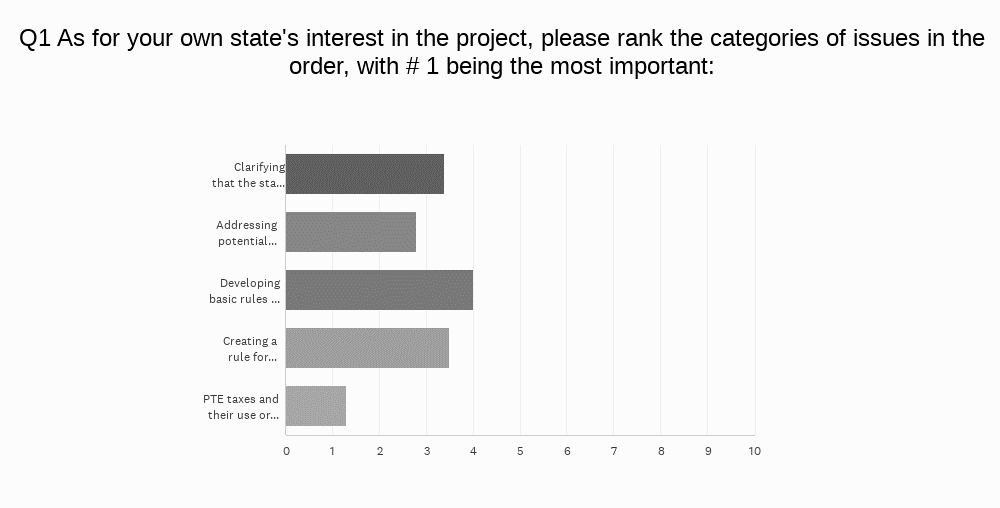 Q1 As for your own state's interest in the project, please rank the categories of issues in the
order, with # 1 being the most important:
Clarifying
that the sta...
Addressing
potential...
Developing
basic rules ...
Creating a
rule for...
PTE taxes and
their use or...
0 1 2 3 4 5 6 7 8 9 10